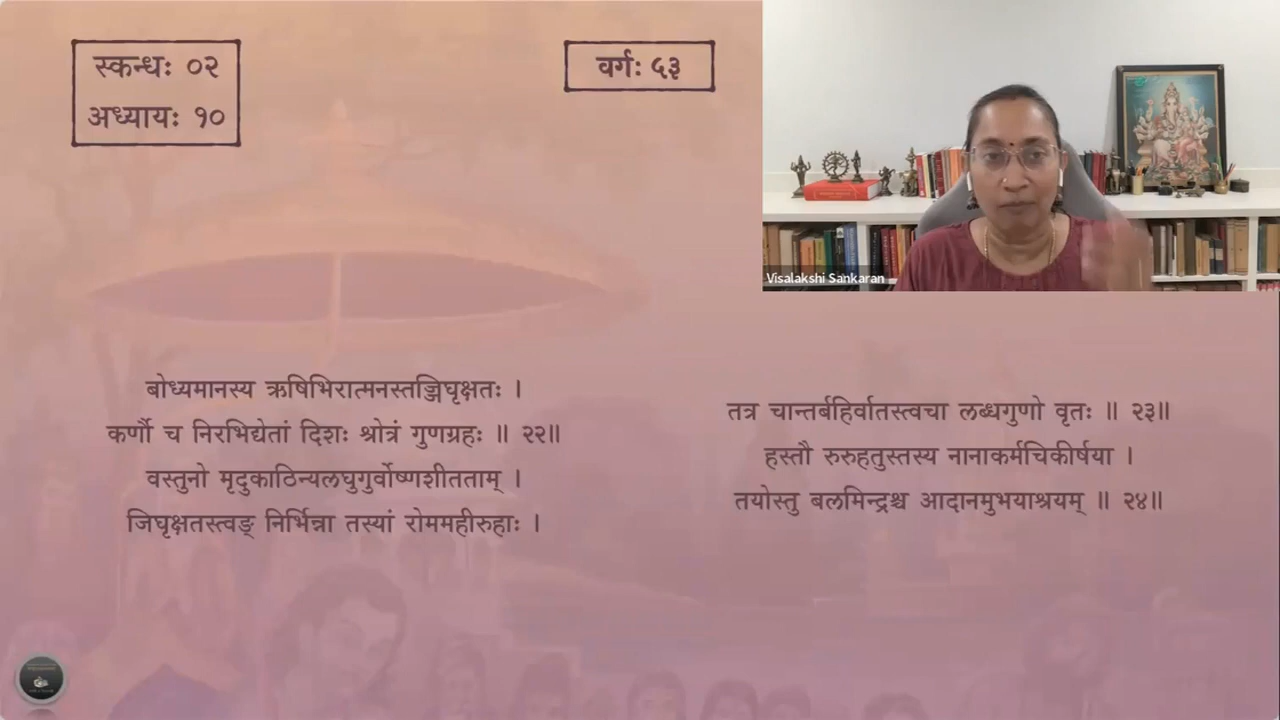 स्कन्धः ०२
अध्यायः १०
वर्गः ५३
बोध्यमानस्य ऋषिभिरात्मनस्तज्जिघृक्षतः ।
कर्णौ च निरभिद्येतां दिशः श्रोत्रं गुणग्रहः ॥ २२॥
वस्तुनो मृदुकाठिन्यलघुगुर्वोष्णशीतताम् ।
जिघृक्षतस्त्वङ् निर्भिन्ना तस्यां रोममहीरुहाः ।
तत्र चान्तर्बहिर्वातस्त्वचा लब्धगुणो वृतः ॥ २३॥
हस्तौ रुरुहतुस्तस्य नानाकर्मचिकीर्षया ।
तयोस्तु बलमिन्द्रश्च आदानमुभयाश्रयम् ॥ २४॥
Visalakshi Sankaran